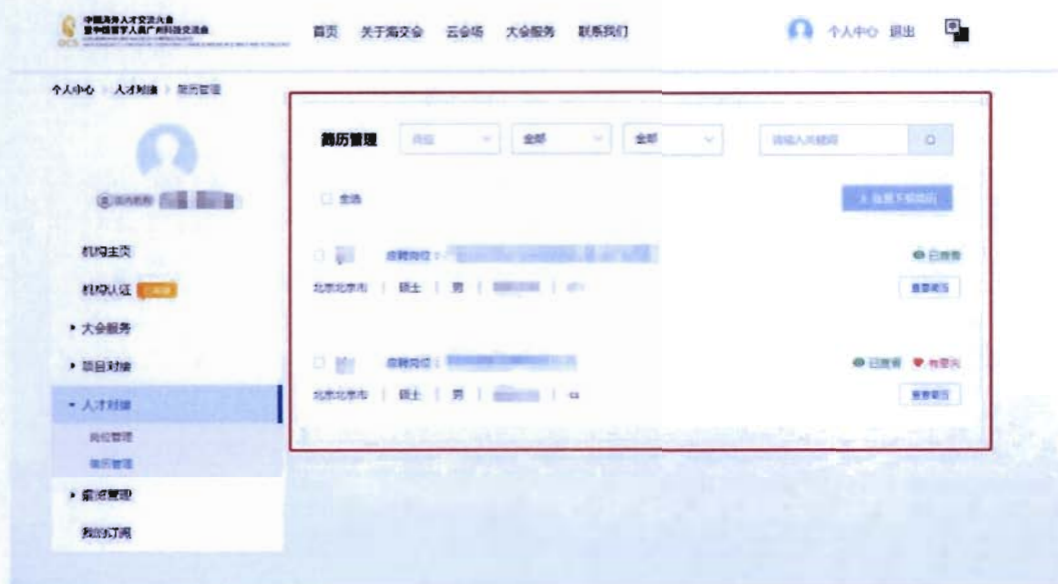 中国海外人才交流大会
暨中国留学人员广州科技交流会
OCS
首页 关于海交会 云会场 大会服务 联系我们
个人中心 退出
个人中心 人才对接 简历管理
简历管理 岗位 全部 全部 请输入关键词
全选
批量下载简历
机构主页
应聘岗位： 已查看
机构认证
北京北京市 | 硕士 | 男 | 查看简历
大会服务
项目对接
应聘岗位： 已查看 有意向
人才对接
北京北京市 | 硕士 | 男 | 查看简历
岗位管理
简历管理
展览管理
我的订阅